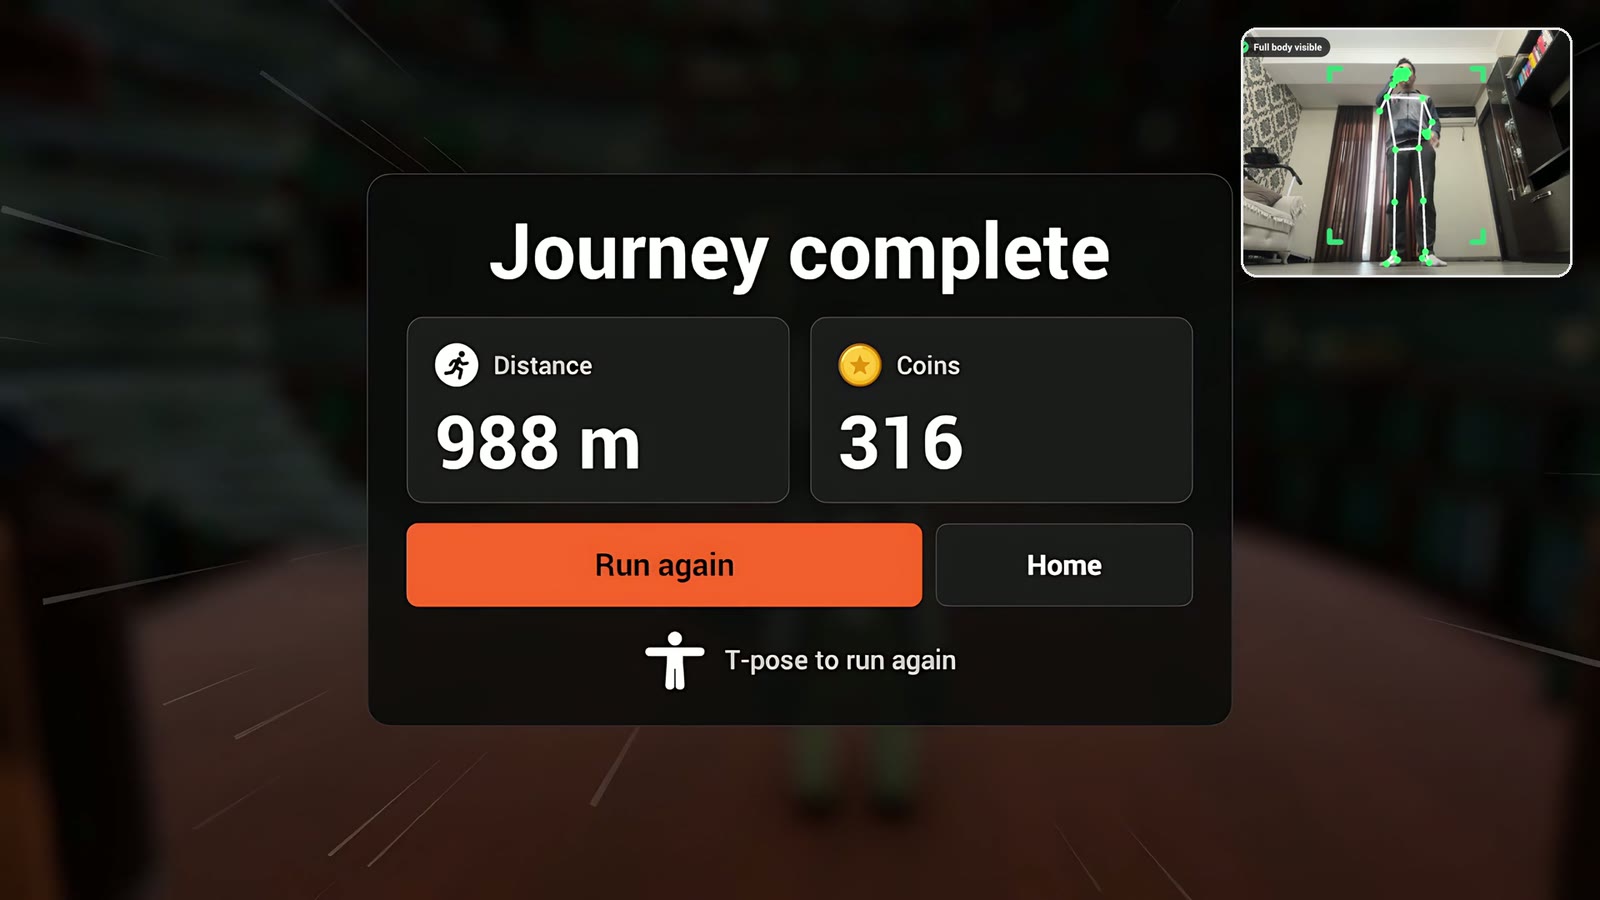 Full body visible
Journey complete
Distance
988 m
Coins
316
Run again
Home
T-pose to run again